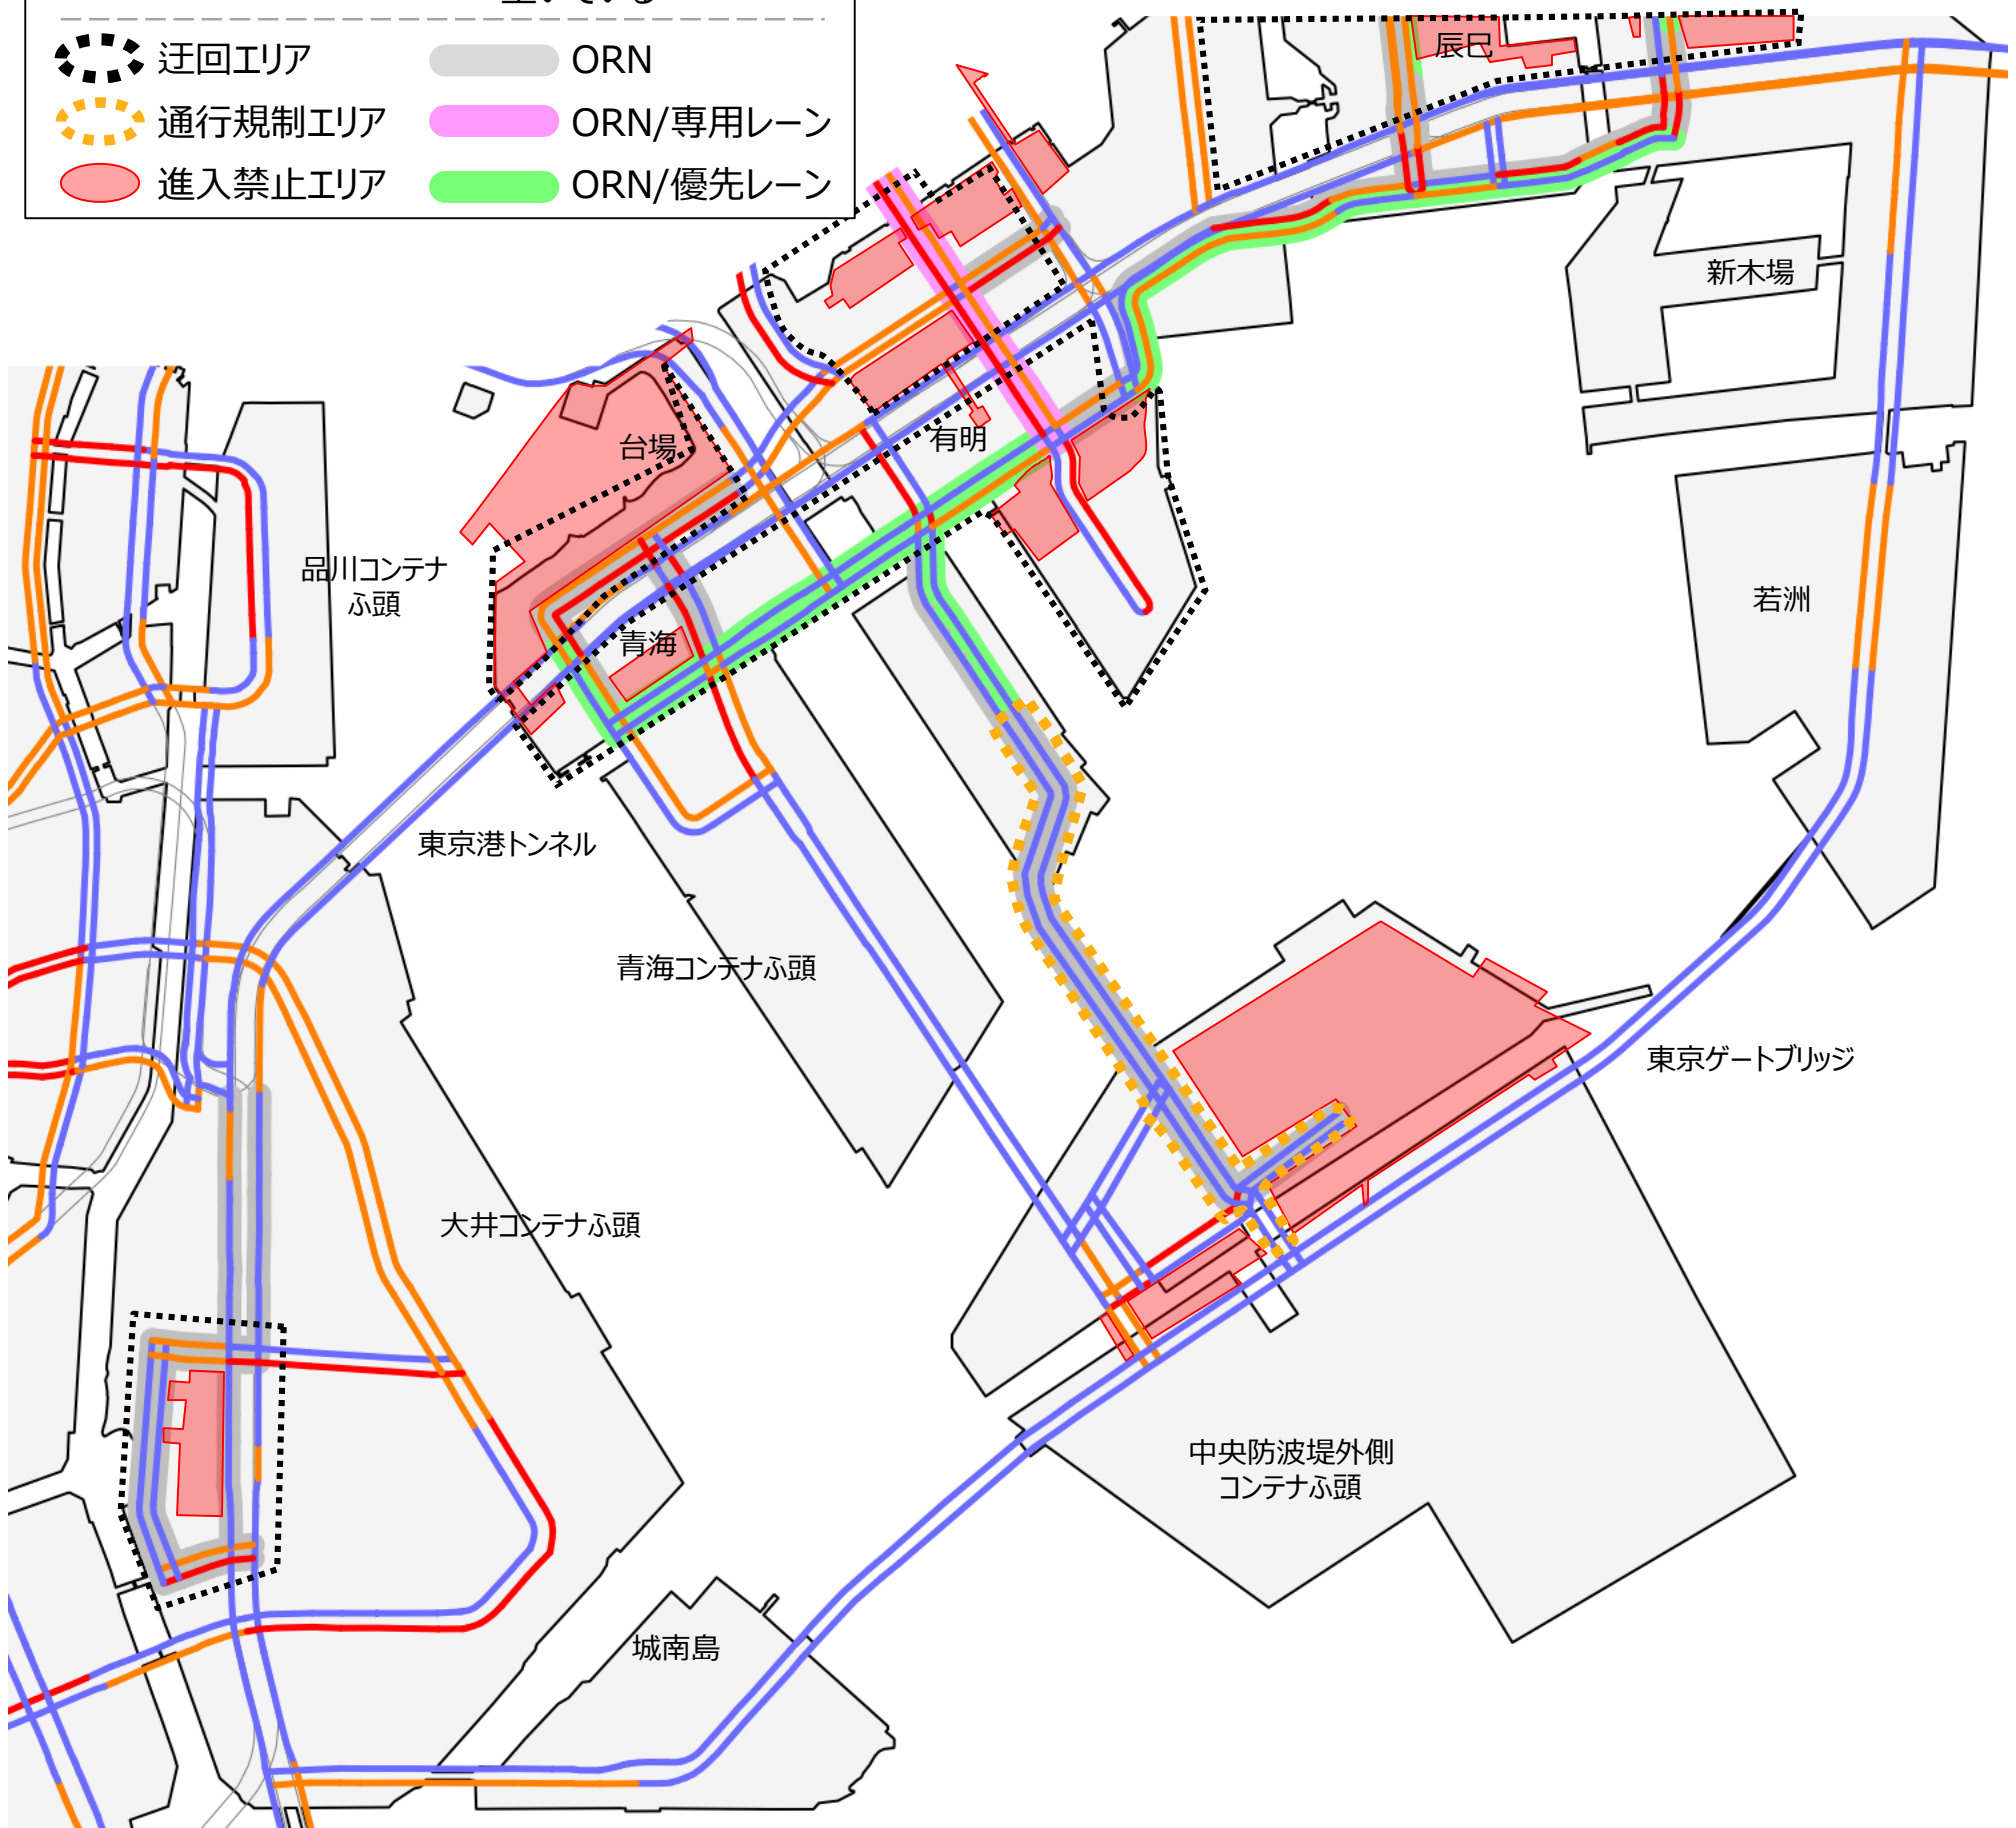 空いている
迂回エリア
ORN
通行規制エリア
ORN/専用レーン
進入禁止エリア
ORN/優先レーン
辰巳
新木場
有明
台場
品川コンテナ
ふ頭
青海
若洲
東京港トンネル
青海コンテナふ頭
東京ゲートブリッジ
大井コンテナふ頭
中央防波堤外側
コンテナふ頭
城南島